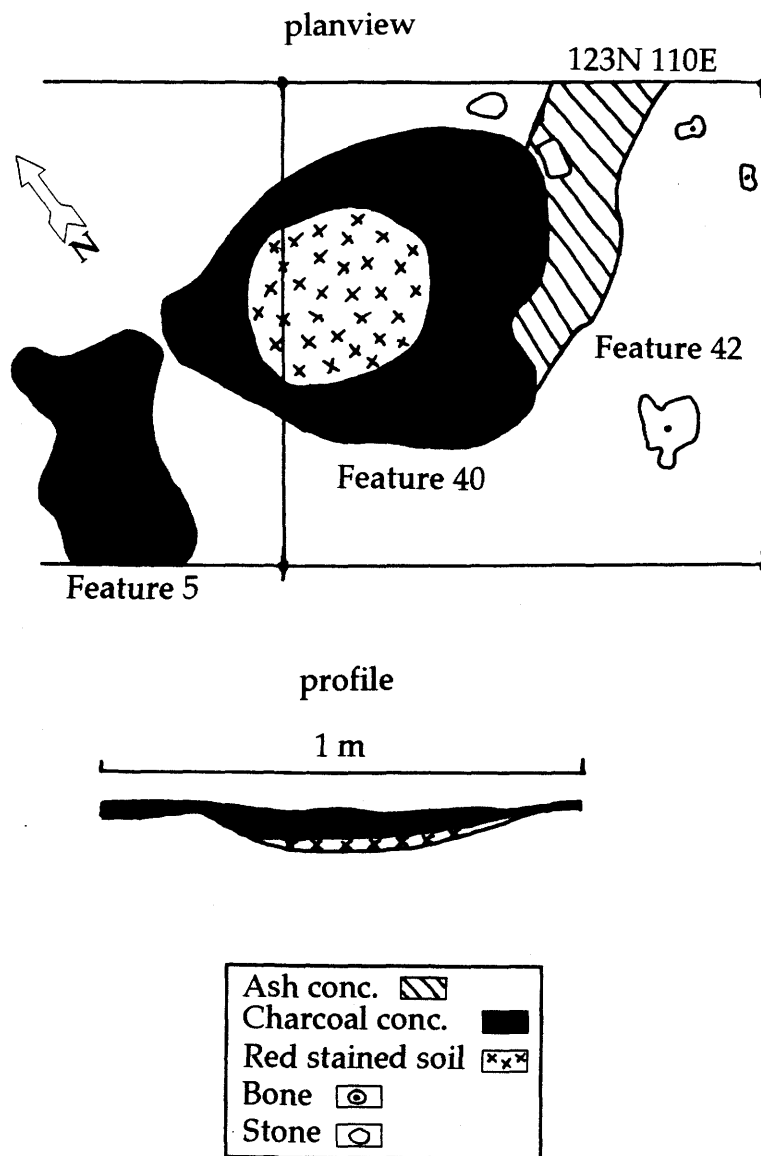 planview
123N 110E
N
Feature 42
Feature 40
Feature 5
profile
1 m
Ash conc.
Charcoal conc.
Red stained soil
Bone
Stone